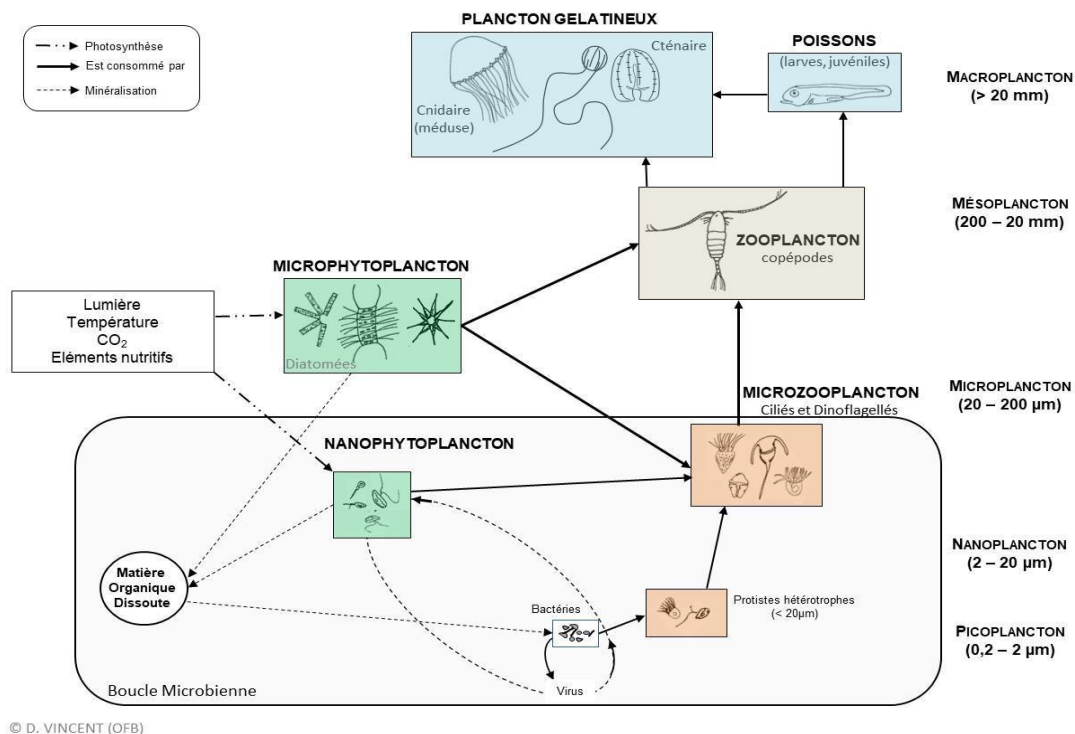 PLANCTON GELATINEUX
Photosynthèse
Est consommé par
Minéralisation
Cténaire
Cnidaire
(méduse)
POISSONS
(larves, juvéniles)
MACROPLANCTON
(> 20 mm)
MÉSOPLANCTON
(200 – 20 mm)
ZOOPLANCTON
copépodes
MICROPHYTOPLANCTON
Diatomées
Lumière
Température
CO₂
Eléments nutritifs
MICROPLANCTON
(20 – 200 µm)
MICROZOOPLANCTON
Ciliés et Dinoflagellés
NANOPHYTOPLANCTON
NANOPLANCTON
(2 – 20 µm)
Matière
Organique
Dissoute
Bactéries
Protistes hétérotrophes
(< 20µm)
PICOPLANCTON
(0,2 – 2 µm)
Virus
Boucle Microbienne
© D. VINCENT (OFB)